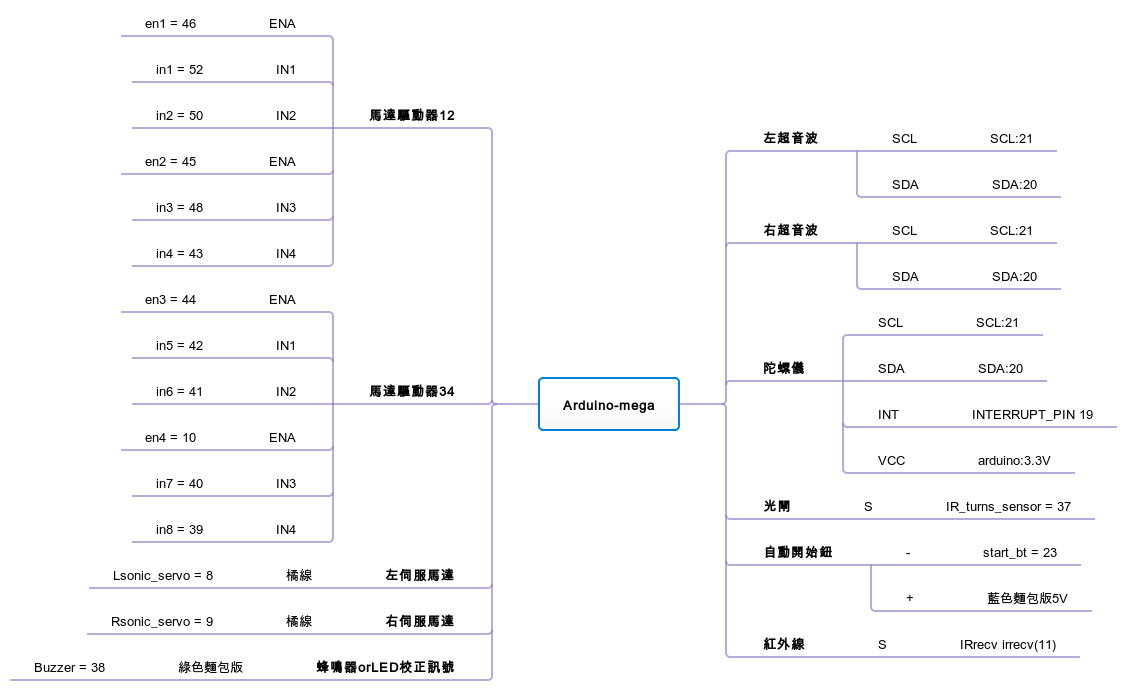 en1 = 46 ENA
in1 = 52 IN1
in2 = 50 IN2 馬達驅動器12
en2 = 45 ENA
in3 = 48 IN3
in4 = 43 IN4
en3 = 44 ENA
in5 = 42 IN1
in6 = 41 IN2 馬達驅動器34
en4 = 10 ENA
in7 = 40 IN3
in8 = 39 IN4
Lsonic_servo = 8 橘線 左伺服馬達
Rsonic_servo = 9 橘線 右伺服馬達
Buzzer = 38 綠色麵包版 蜂鳴器orLED校正訊號
Arduino-mega
左超音波 SCL SCL:21
SDA SDA:20
右超音波 SCL SCL:21
SDA SDA:20
SCL SCL:21
陀螺儀 SDA SDA:20
INT INTERRUPT_PIN 19
VCC arduino:3.3V
光閘 S IR_turns_sensor = 37
自動開始鈕 - start_bt = 23
+ 藍色麵包版5V
紅外線 S IRrecv irrecv(11)